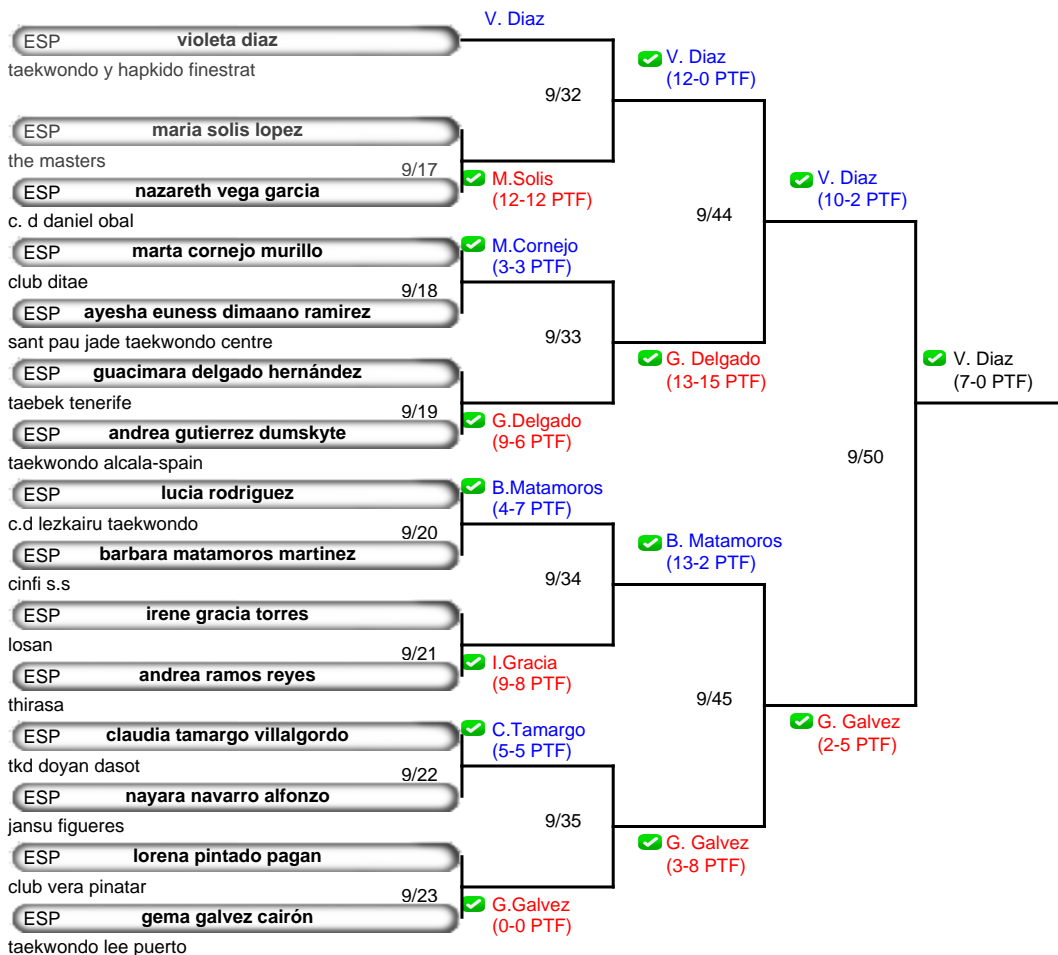 V. Diaz
ESP violeta diaz
taekwondo y hapkido finestrat
V. Diaz
(12-0 PTF)
9/32
ESP maria solis lopez
the masters
9/17
ESP nazareth vega garcia
c. d daniel obal
M.Solis
(12-12 PTF)
V. Diaz
(10-2 PTF)
9/44
ESP marta cornejo murillo
club ditae
9/18
ESP ayesha euness dimaano ramirez
sant pau jade taekwondo centre
M.Cornejo
(3-3 PTF)
9/33
ESP guacimara delgado hernández
taebek tenerife
9/19
ESP andrea gutierrez dumskyte
taekwondo alcala-spain
G.Delgado
(9-6 PTF)
G. Delgado
(13-15 PTF)
V. Diaz
(7-0 PTF)
9/50
ESP lucia rodriguez
c.d lezkairu taekwondo
9/20
ESP barbara matamoros martinez
cinfi s.s
B.Matamoros
(4-7 PTF)
B. Matamoros
(13-2 PTF)
9/34
ESP irene gracia torres
losan
9/21
ESP andrea ramos reyes
thirasa
I.Gracia
(9-8 PTF)
9/45
ESP claudia tamargo villalgordo
tkd doyan dasot
9/22
ESP nayara navarro alfonzo
jansu figueres
C.Tamargo
(5-5 PTF)
G. Galvez
(2-5 PTF)
9/35
ESP lorena pintado pagan
club vera pinatar
9/23
ESP gema galvez cairón
taekwondo lee puerto
G.Galvez
(0-0 PTF)
G. Galvez
(3-8 PTF)